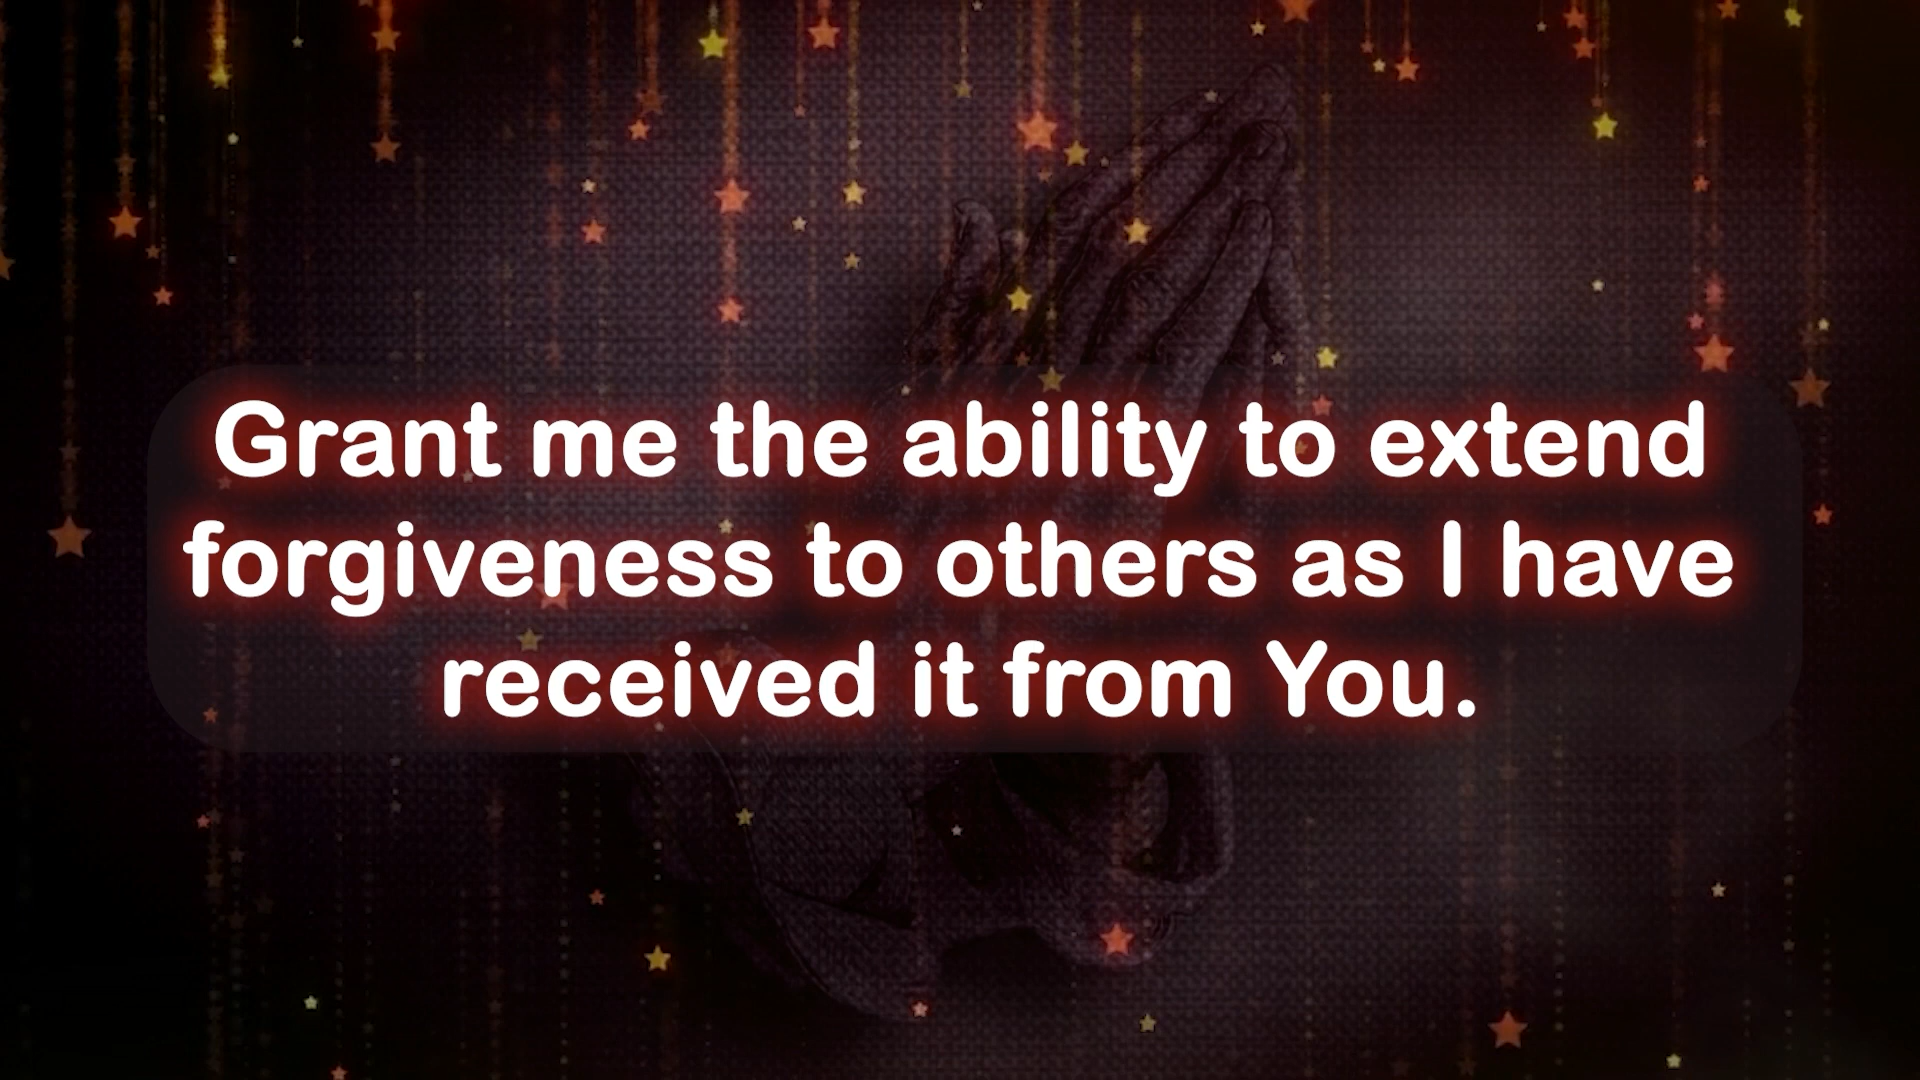 Grant me the ability to extend
forgiveness to others as I have
received it from You.